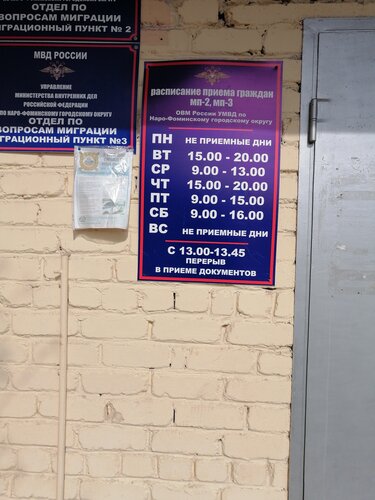 ОТДЕЛ ПО
ВОПРОСАМ МИГРАЦИИ
ГРАЦИОННЫЙ ПУНКТ № 2
МВД РОССИИ
УПРАВЛЕНИЕ
МИНИСТЕРСТВА ВНУТРЕННИХ ДЕЛ
РОССИЙСКОЙ ФЕДЕРАЦИИ
ПО НАРО-ФОМИНСКОМУ ГОРОДСКОМУ ОКРУГУ
ОТДЕЛ ПО
ВОПРОСАМ МИГРАЦИИ
ГРАЦИОННЫЙ ПУНКТ №3
расписание приема граждан
мп-2, мп-3
ОВМ России УМВД по
Наро-Фоминскому городскому округу
ПН НЕ ПРИЕМНЫЕ ДНИ
ВТ 15.00 - 20.00
СР 9.00 - 13.00
ЧТ 15.00 - 20.00
ПТ 9.00 - 15.00
СБ 9.00 - 16.00
ВС НЕ ПРИЕМНЫЕ ДНИ
С 13.00-13.45
ПЕРЕРЫВ
В ПРИЕМЕ ДОКУМЕНТОВ